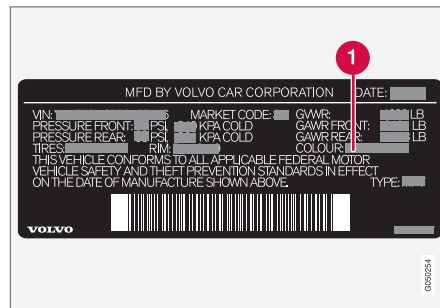 1
MFD BY VOLVO CAR CORPORATION DATE:
VIN: MARKET CODE: GVWR: LB
PRESSURE FRONT: PSI, KPA COLD GAWR FRONT: LB
PRESSURE REAR: PSI, KPA COLD GAWR REAR: LB
TIRES: RIM: COLOUR:
THIS VEHICLE CONFORMS TO ALL APPLICABLE FEDERAL MOTOR
VEHICLE SAFETY AND THEFT PREVENTION STANDARDS IN EFFECT
ON THE DATE OF MANUFACTURE SHOWN ABOVE. TYPE:
VOLVO
G050254